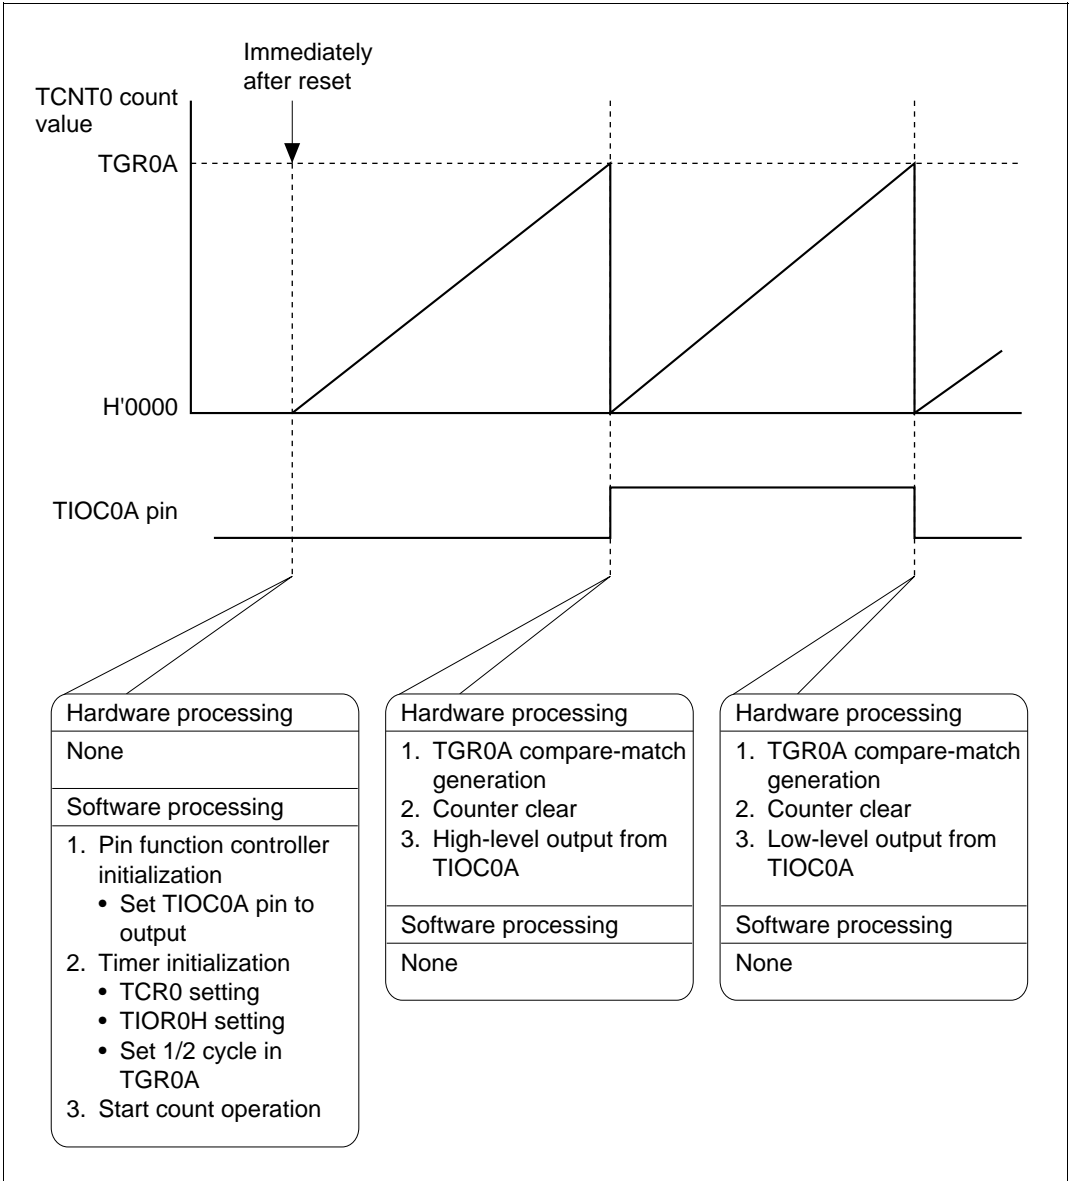 Immediately
after reset
TCNT0 count
value
TGR0A
H'0000
TIOC0A pin
Hardware processing
None
Software processing
1. Pin function controller
initialization
• Set TIOC0A pin to
output
2. Timer initialization
• TCR0 setting
• TIOR0H setting
• Set 1/2 cycle in
TGR0A
3. Start count operation
Hardware processing
1. TGR0A compare-match
generation
2. Counter clear
3. High-level output from
TIOC0A
Software processing
None
Hardware processing
1. TGR0A compare-match
generation
2. Counter clear
3. Low-level output from
TIOC0A
Software processing
None